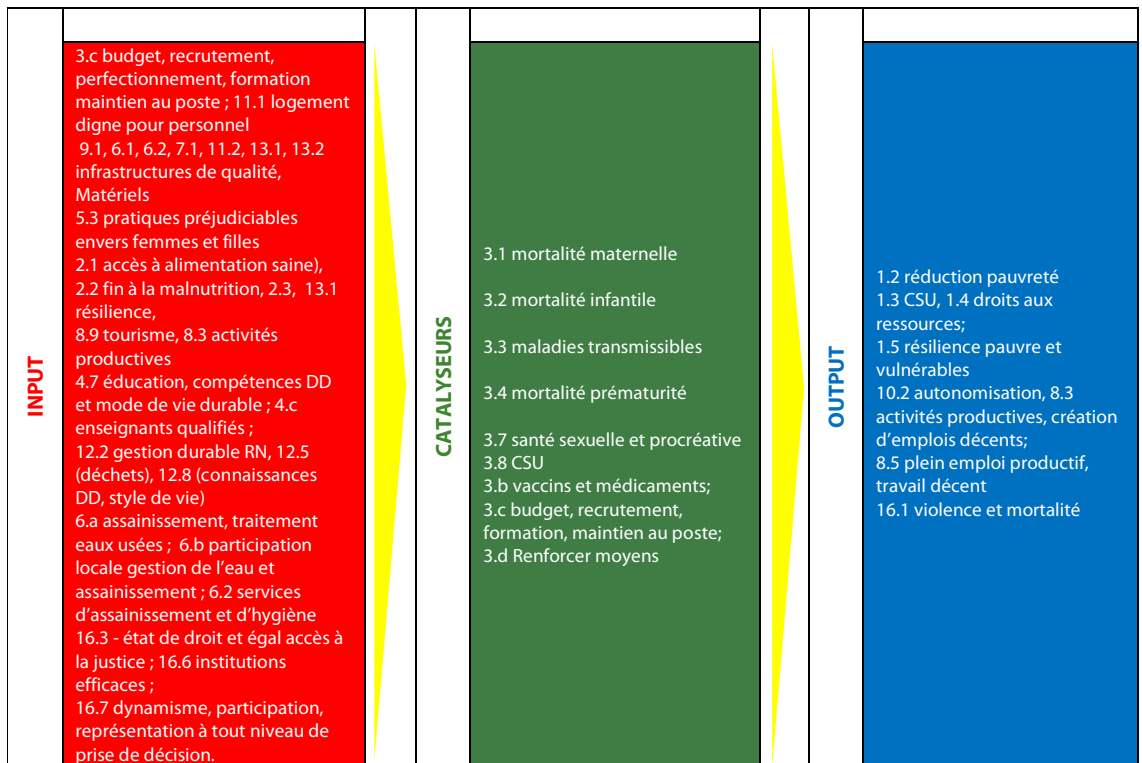 INPUT
3.c budget, recrutement,
perfectionnement, formation
maintien au poste ; 11.1 logement
digne pour personnel
9.1, 6.1, 6.2, 7.1, 11.2, 13.1, 13.2
infrastructures de qualité,
Matériels
5.3 pratiques préjudiciables
envers femmes et filles
2.1 accès à alimentation saine),
2.2 fin à la malnutrition, 2.3, 13.1
résilience,
8.9 tourisme, 8.3 activités
productives
4.7 éducation, compétences DD
et mode de vie durable ; 4.c
enseignants qualifiés ;
12.2 gestion durable RN, 12.5
(déchets), 12.8 (connaissances
DD, style de vie)
6.a assainissement, traitement
eaux usées ; 6.b participation
locale gestion de l'eau et
assainissement ; 6.2 services
d'assainissement et d'hygiène
16.3 - état de droit et égal accès à
la justice ; 16.6 institutions
efficaces ;
16.7 dynamisme, participation,
représentation à tout niveau de
prise de décision.
CATALYSEURS
3.1 mortalité maternelle
3.2 mortalité infantile
3.3 maladies transmissibles
3.4 mortalité prématurité
3.7 santé sexuelle et procréative
3.8 CSU
3.b vaccins et médicaments;
3.c budget, recrutement,
formation, maintien au poste;
3.d Renforcer moyens
OUTPUT
1.2 réduction pauvreté
1.3 CSU, 1.4 droits aux
ressources;
1.5 résilience pauvre et
vulnérables
10.2 autonomisation, 8.3
activités productives, création
d'emplois décents;
8.5 plein emploi productif,
travail décent
16.1 violence et mortalité